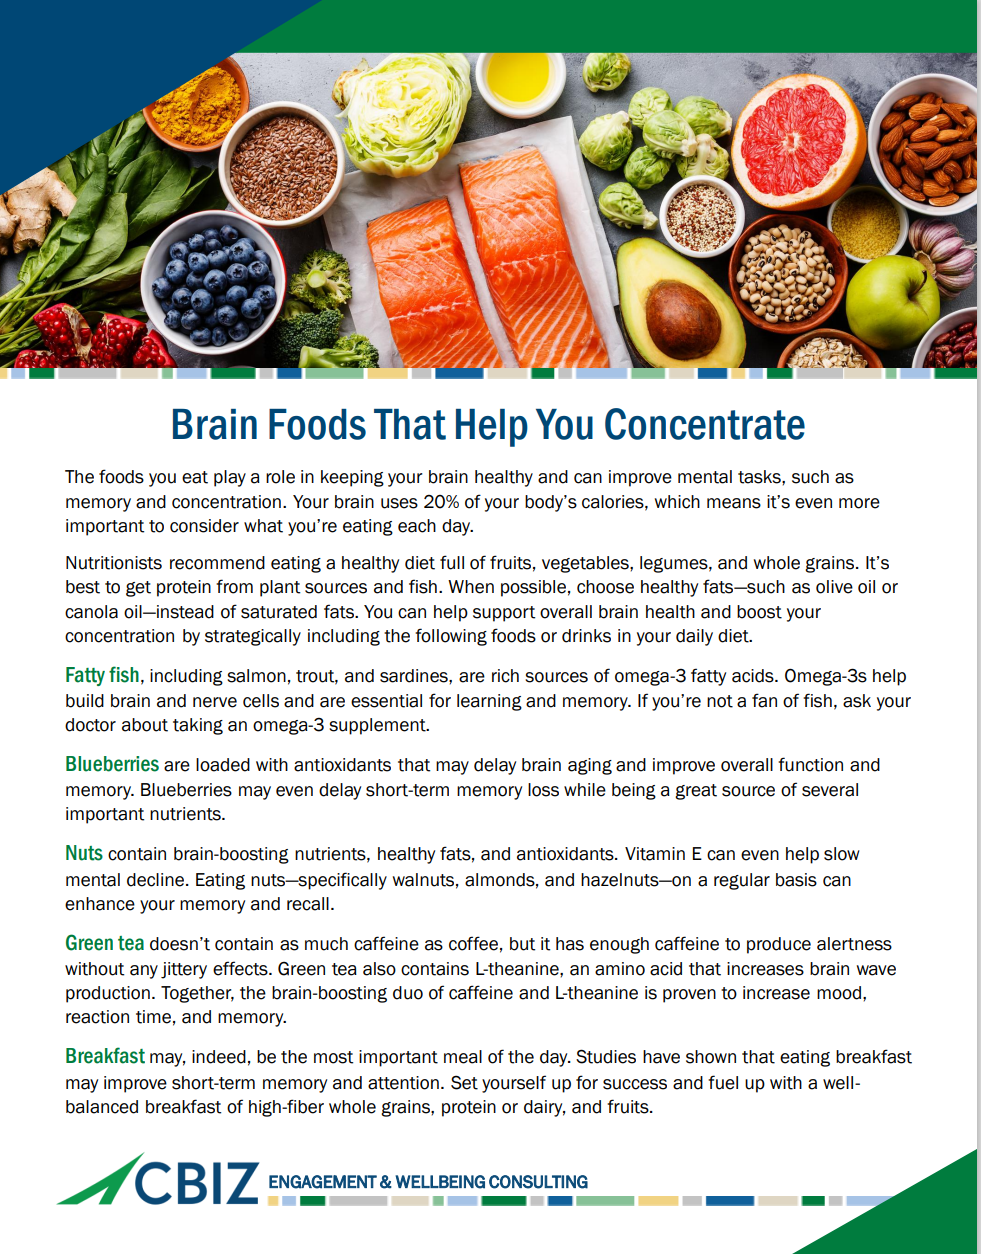 Brain Foods That Help You Concentrate
The foods you eat play a role in keeping your brain healthy and can improve mental tasks, such as
memory and concentration. Your brain uses 20% of your body’s calories, which means it’s even more
important to consider what you’re eating each day.
Nutritionists recommend eating a healthy diet full of fruits, vegetables, legumes, and whole grains. It’s
best to get protein from plant sources and fish. When possible, choose healthy fats—such as olive oil or
canola oil—instead of saturated fats. You can help support overall brain health and boost your
concentration by strategically including the following foods or drinks in your daily diet.
Fatty fish, including salmon, trout, and sardines, are rich sources of omega-3 fatty acids. Omega-3s help
build brain and nerve cells and are essential for learning and memory. If you’re not a fan of fish, ask your
doctor about taking an omega-3 supplement.
Blueberries are loaded with antioxidants that may delay brain aging and improve overall function and
memory. Blueberries may even delay short-term memory loss while being a great source of several
important nutrients.
Nuts contain brain-boosting nutrients, healthy fats, and antioxidants. Vitamin E can even help slow
mental decline. Eating nuts—specifically walnuts, almonds, and hazelnuts—on a regular basis can
enhance your memory and recall.
Green tea doesn’t contain as much caffeine as coffee, but it has enough caffeine to produce alertness
without any jittery effects. Green tea also contains L-theanine, an amino acid that increases brain wave
production. Together, the brain-boosting duo of caffeine and L-theanine is proven to increase mood,
reaction time, and memory.
Breakfast may, indeed, be the most important meal of the day. Studies have shown that eating breakfast
may improve short-term memory and attention. Set yourself up for success and fuel up with a well-
balanced breakfast of high-fiber whole grains, protein or dairy, and fruits.
CBIZ ENGAGEMENT & WELLBEING CONSULTING